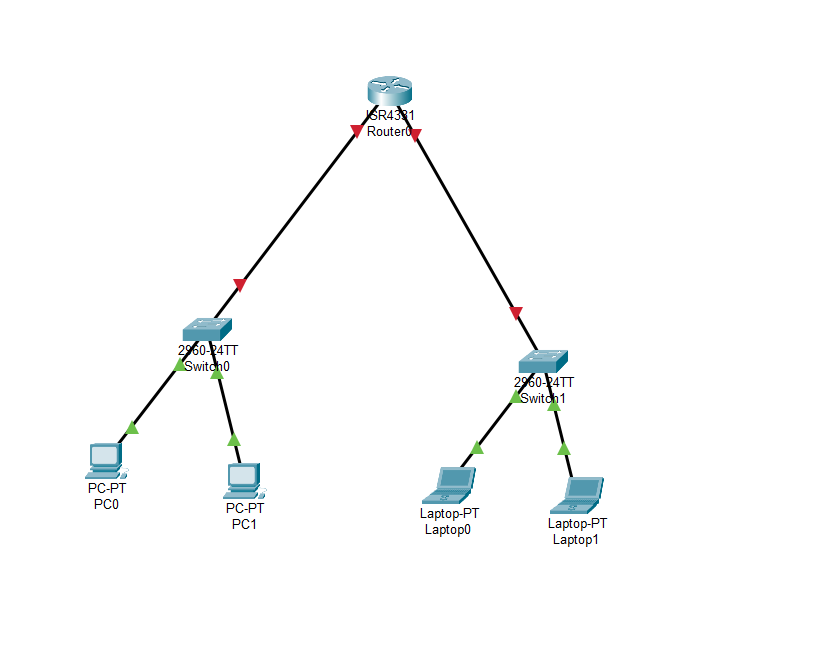 ISR4331
Router0
2960-24TT
Switch0
2960-24TT
Switch1
PC-PT
PC0
PC-PT
PC1
Laptop-PT
Laptop0
Laptop-PT
Laptop1